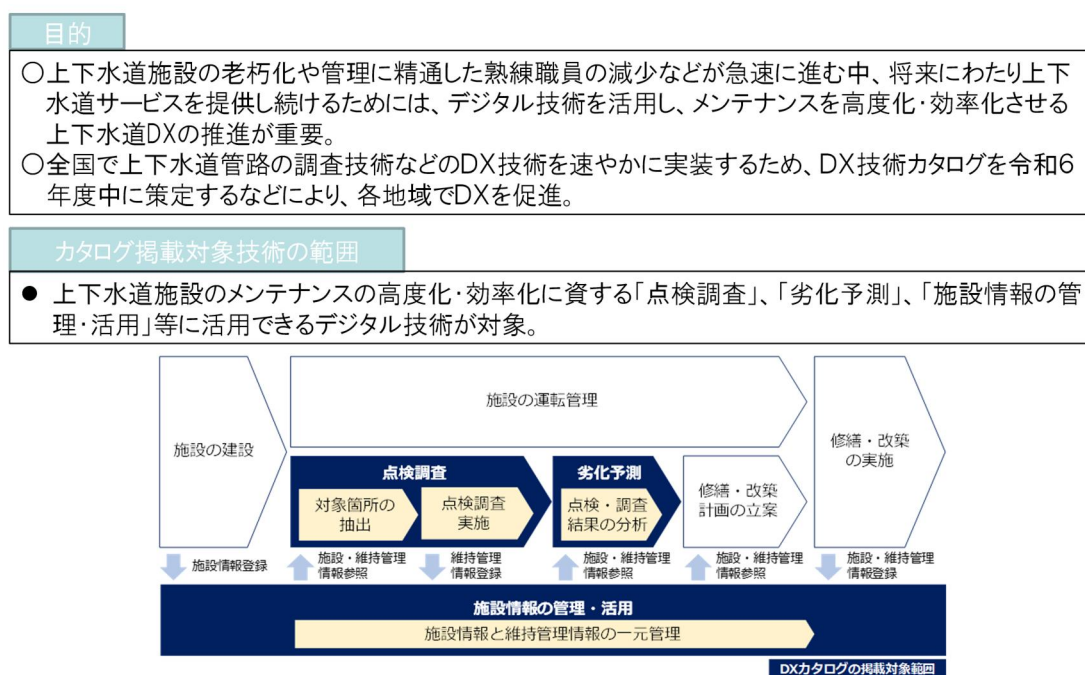 目的
○上下水道施設の老朽化や管理に精通した熟練職員の減少などが急速に進む中、将来にわたり上下
水道サービスを提供し続けるためには、デジタル技術を活用し、メンテナンスを高度化・効率化させる
上下水道DXの推進が重要。
○全国で上下水道管路の調査技術などのDX技術を速やかに実装するため、DX技術カタログを令和6
年度中に策定するなどにより、各地域でDXを促進。
カタログ掲載対象技術の範囲
● 上下水道施設のメンテナンスの高度化・効率化に資する「点検調査」、「劣化予測」、「施設情報の管
理・活用」等に活用できるデジタル技術が対象。
施設の建設
施設の運転管理
点検調査
対象箇所の
抽出
点検調査
実施
劣化予測
点検・調査
結果の分析
修繕・改築
計画の立案
修繕・改築
の実施
施設情報登録
施設・維持管理
情報参照
維持管理
情報登録
施設・維持管理
情報参照
施設・維持管理
情報参照
施設・維持管理
情報登録
施設情報の管理・活用
施設情報と維持管理情報の一元管理
DXカタログの掲載対象範囲